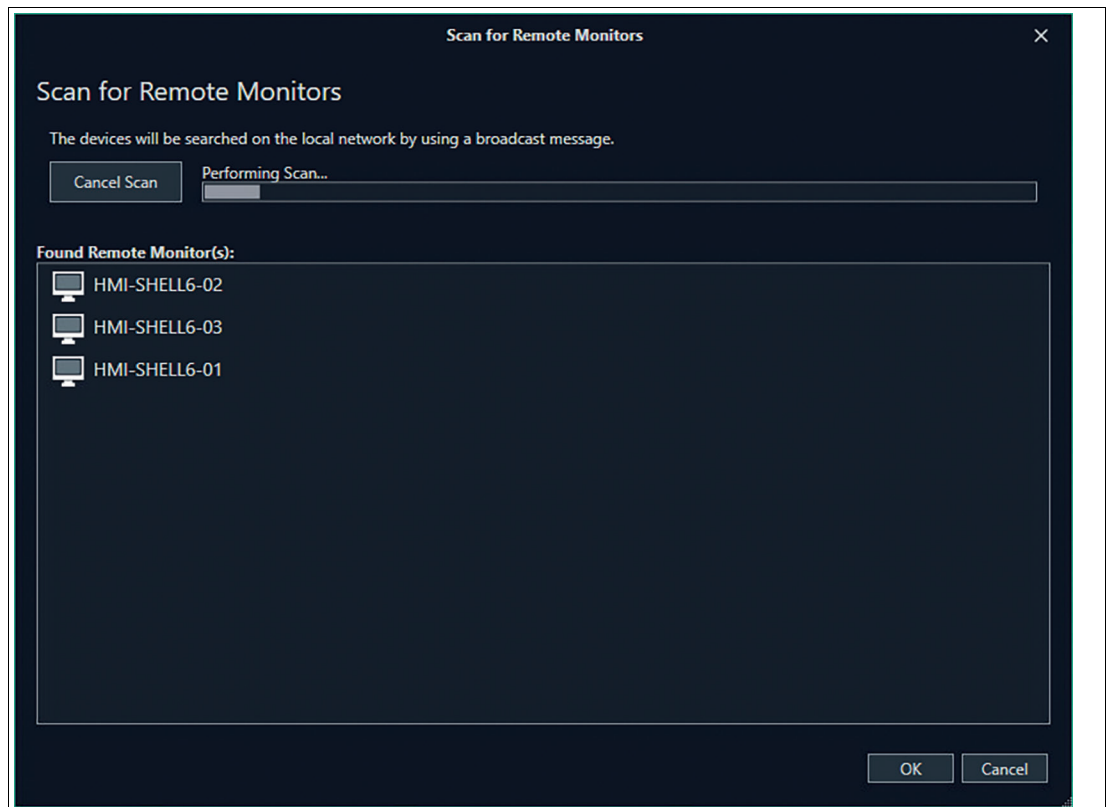 Scan for Remote Monitors
Scan for Remote Monitors
The devices will be searched on the local network by using a broadcast message.
Cancel Scan
Performing Scan...
Found Remote Monitor(s):
HMI-SHELL6-02
HMI-SHELL6-03
HMI-SHELL6-01
OK
Cancel